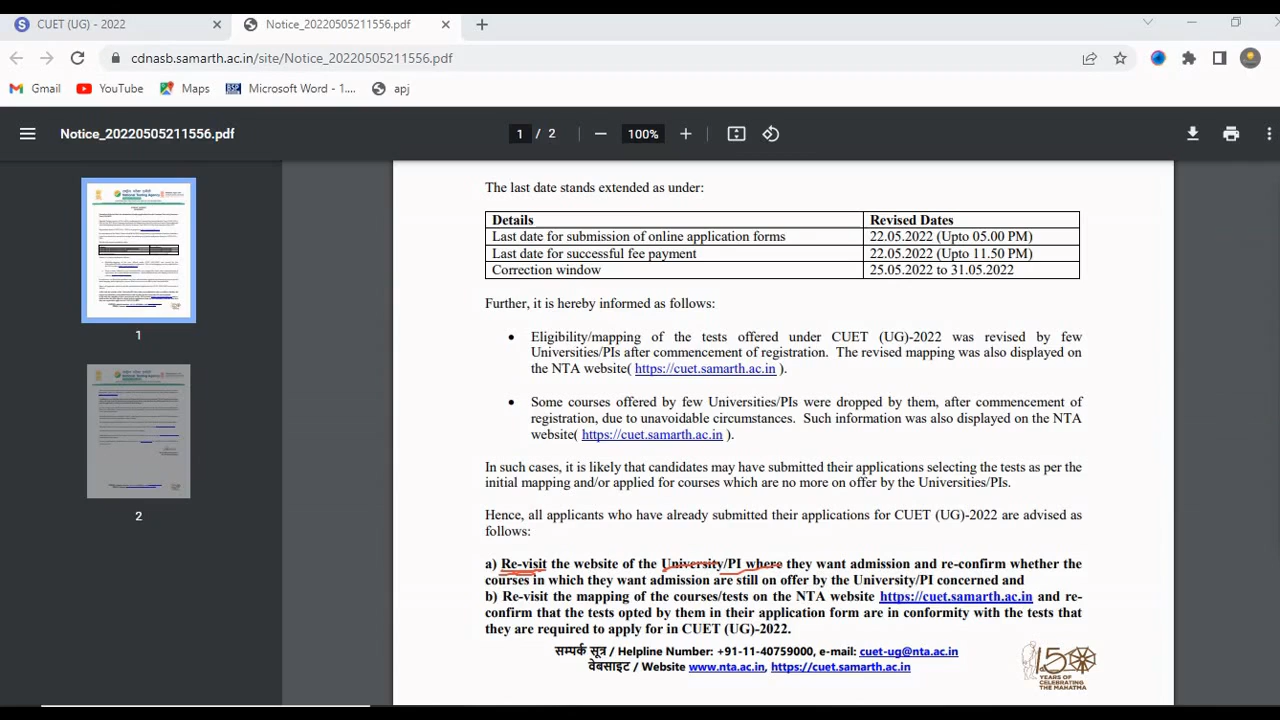 CUET (UG) - 2022
Notice_20220505211556.pdf
cdnasb.samarth.ac.in/site/Notice_20220505211556.pdf
Gmail YouTube Maps Microsoft Word - 1.... apj
Notice_20220505211556.pdf 1 / 2 100%
1
2
The last date stands extended as under:
Details Revised Dates
Last date for submission of online application forms 22.05.2022 (Upto 05.00 PM)
Last date for successful fee payment 22.05.2022 (Upto 11.50 PM)
Correction window 25.05.2022 to 31.05.2022
Further, it is hereby informed as follows:
• Eligibility/mapping of the tests offered under CUET (UG)-2022 was revised by few
Universities/PIs after commencement of registration. The revised mapping was also displayed on
the NTA website( https://cuet.samarth.ac.in ).
• Some courses offered by few Universities/PIs were dropped by them, after commencement of
registration, due to unavoidable circumstances. Such information was also displayed on the NTA
website( https://cuet.samarth.ac.in ).
In such cases, it is likely that candidates may have submitted their applications selecting the tests as per the
initial mapping and/or applied for courses which are no more on offer by the Universities/PIs.
Hence, all applicants who have already submitted their applications for CUET (UG)-2022 are advised as
follows:
a) Re-visit the website of the University/PI where they want admission and re-confirm whether the
courses in which they want admission are still on offer by the University/PI concerned and
b) Re-visit the mapping of the courses/tests on the NTA website https://cuet.samarth.ac.in and re-
confirm that the tests opted by them in their application form are in conformity with the tests that
they are required to apply for in CUET (UG)-2022.
सम्पर्क सूत्र / Helpline Number: +91-11-40759000, e-mail: cuet-ug@nta.ac.in
वेबसाइट / Website www.nta.ac.in, https://cuet.samarth.ac.in
150
YEARS OF
CELEBRATING
THE MAHATMA